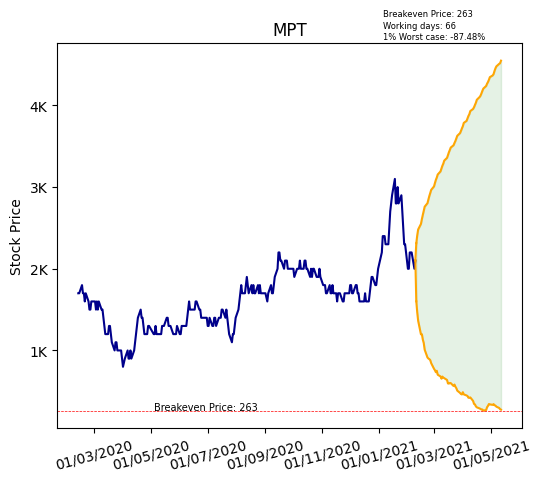 Breakeven Price: 263
Working days: 66
1% Worst case: -87.48%
MPT
Stock Price
4K
3K
2K
1K
Breakeven Price: 263
01/03/2020
01/05/2020
01/07/2020
01/09/2020
01/11/2020
01/01/2021
01/03/2021
01/05/2021